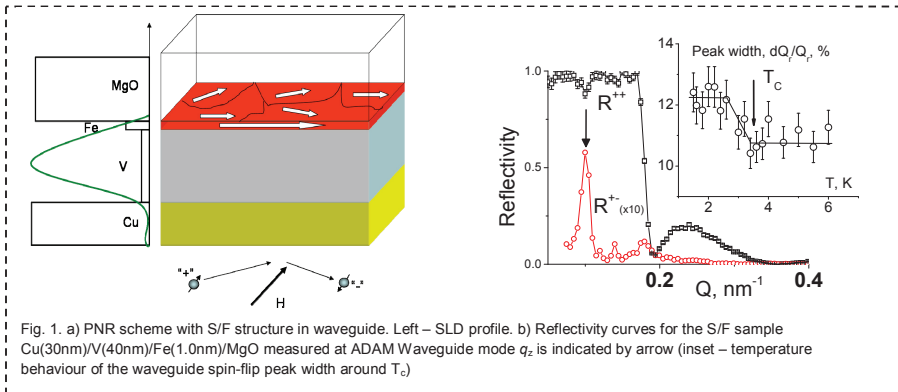 MgO
Fe
V
Cu
"+"
H
"-"
Reflectivity
1.0
0.5
0.0
R++
R+-(x10)
0.2
0.4
Q, nm-1
Peak width, dQr/Qr, %
14
12
10
Tc
T, K
2
4
6
Fig. 1. a) PNR scheme with S/F structure in waveguide. Left – SLD profile. b) Reflectivity curves for the S/F sample
Cu(30nm)/V(40nm)/Fe(1.0nm)/MgO measured at ADAM Waveguide mode qz is indicated by arrow (inset – temperature
behaviour of the waveguide spin-flip peak width around Tc)